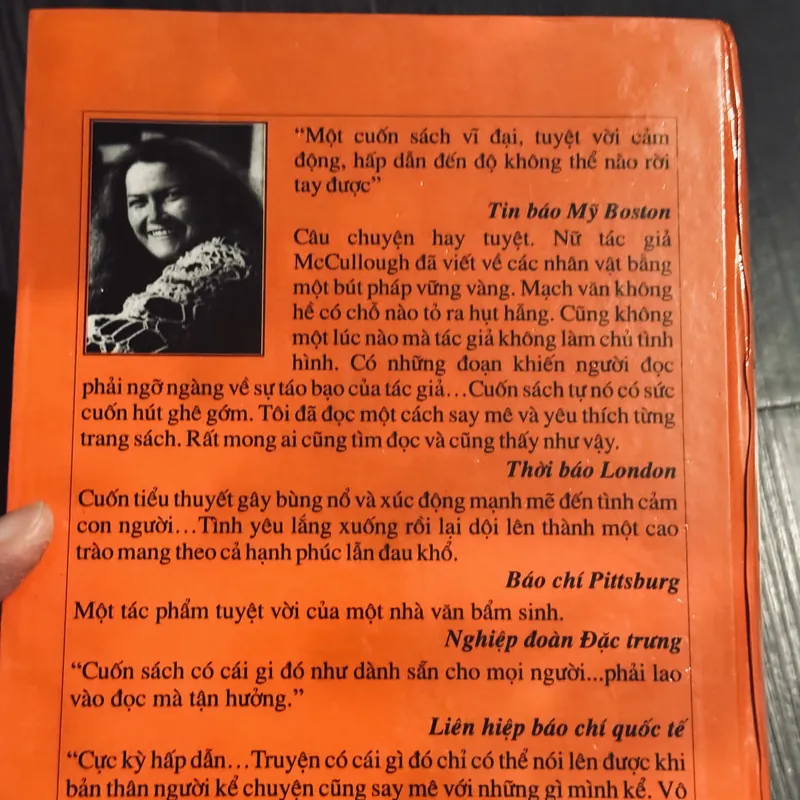 “Một cuốn sách vĩ đại, tuyệt vời cảm
động, hấp dẫn đến độ không thể nào rời
tay được”
Tin báo Mỹ Boston
Câu chuyện hay tuyệt. Nữ tác giả
McCullough đã viết về các nhân vật bằng
một bút pháp vững vàng. Mạch văn không
hề có chỗ nào tỏ ra hụt hẫng. Cũng không
một lúc nào mà tác giả không làm chủ tình
hình. Có những đoạn khiến người đọc
phải ngỡ ngàng về sự táo bạo của tác giả…Cuốn sách tự nó có sức
cuốn hút ghê gớm. Tôi đã đọc một cách say mê và yêu thích từng
trang sách. Rất mong ai cũng tìm đọc và cũng thấy như vậy.
Thời báo London
Cuốn tiểu thuyết gây bùng nổ và xúc động mạnh mẽ đến tình cảm
con người…Tình yêu lắng xuống rồi lại dội lên thành một cao
trào mang theo cả hạnh phúc lẫn đau khổ.
Báo chí Pittsburg
Một tác phẩm tuyệt vời của một nhà văn bẩm sinh.
Nghiệp đoàn Đặc trưng
“Cuốn sách có cái gi đó như dành sẵn cho mọi người...phải lao
vào đọc mà tận hưởng.”
Liên hiệp báo chí quốc tế
“Cực kỳ hấp dẫn…Truyện có cái gì đó chỉ có thể nói lên được khi
bản thân người kể chuyện cũng say mê với những gì mình kể. Vô